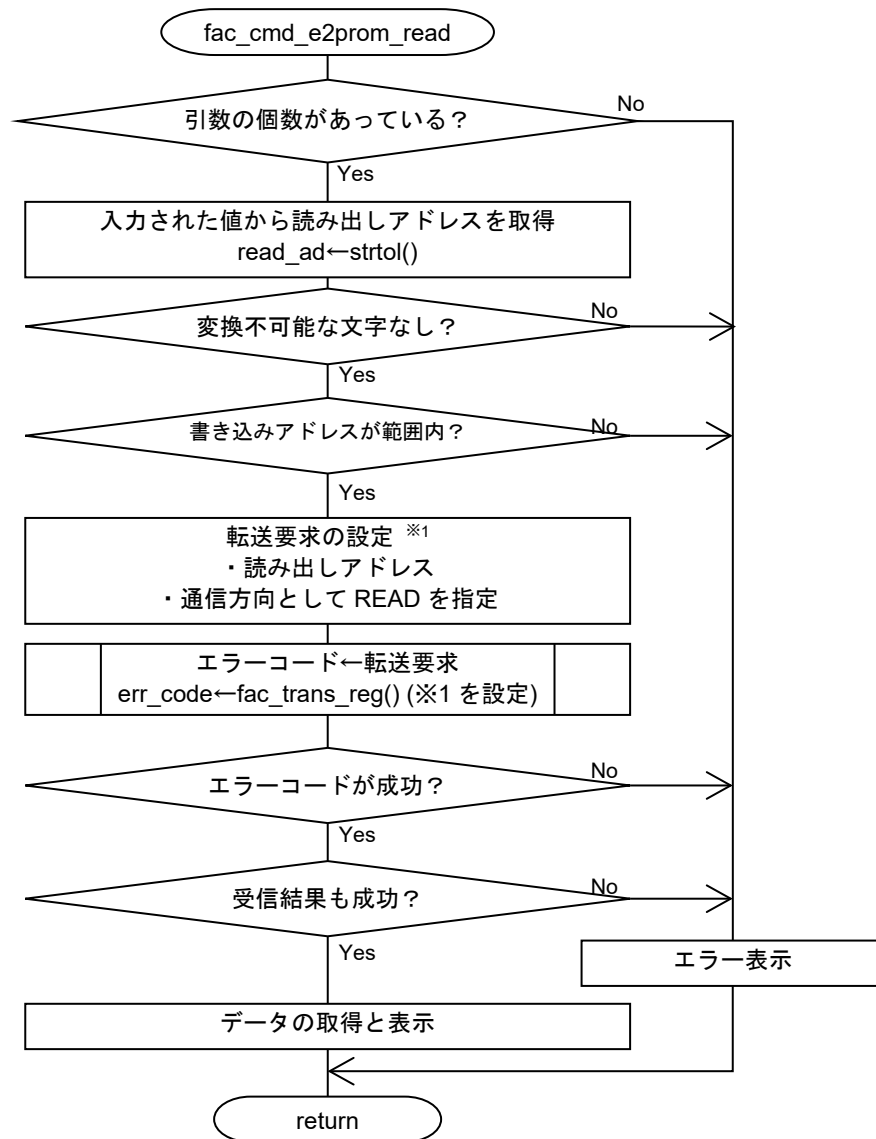 fac_cmd_e2prom_read
引数の個数があっている？
No
Yes
入力された値から読み出しアドレスを取得
read_ad←strtol()
変換不可能な文字なし？
No
Yes
書き込みアドレスが範囲内？
No
Yes
転送要求の設定 ※1
・読み出しアドレス
・通信方向として READ を指定
エラーコード←転送要求
err_code←fac_trans_reg() (※1 を設定)
エラーコードが成功？
No
Yes
受信結果も成功？
No
Yes
エラー表示
データの取得と表示
return